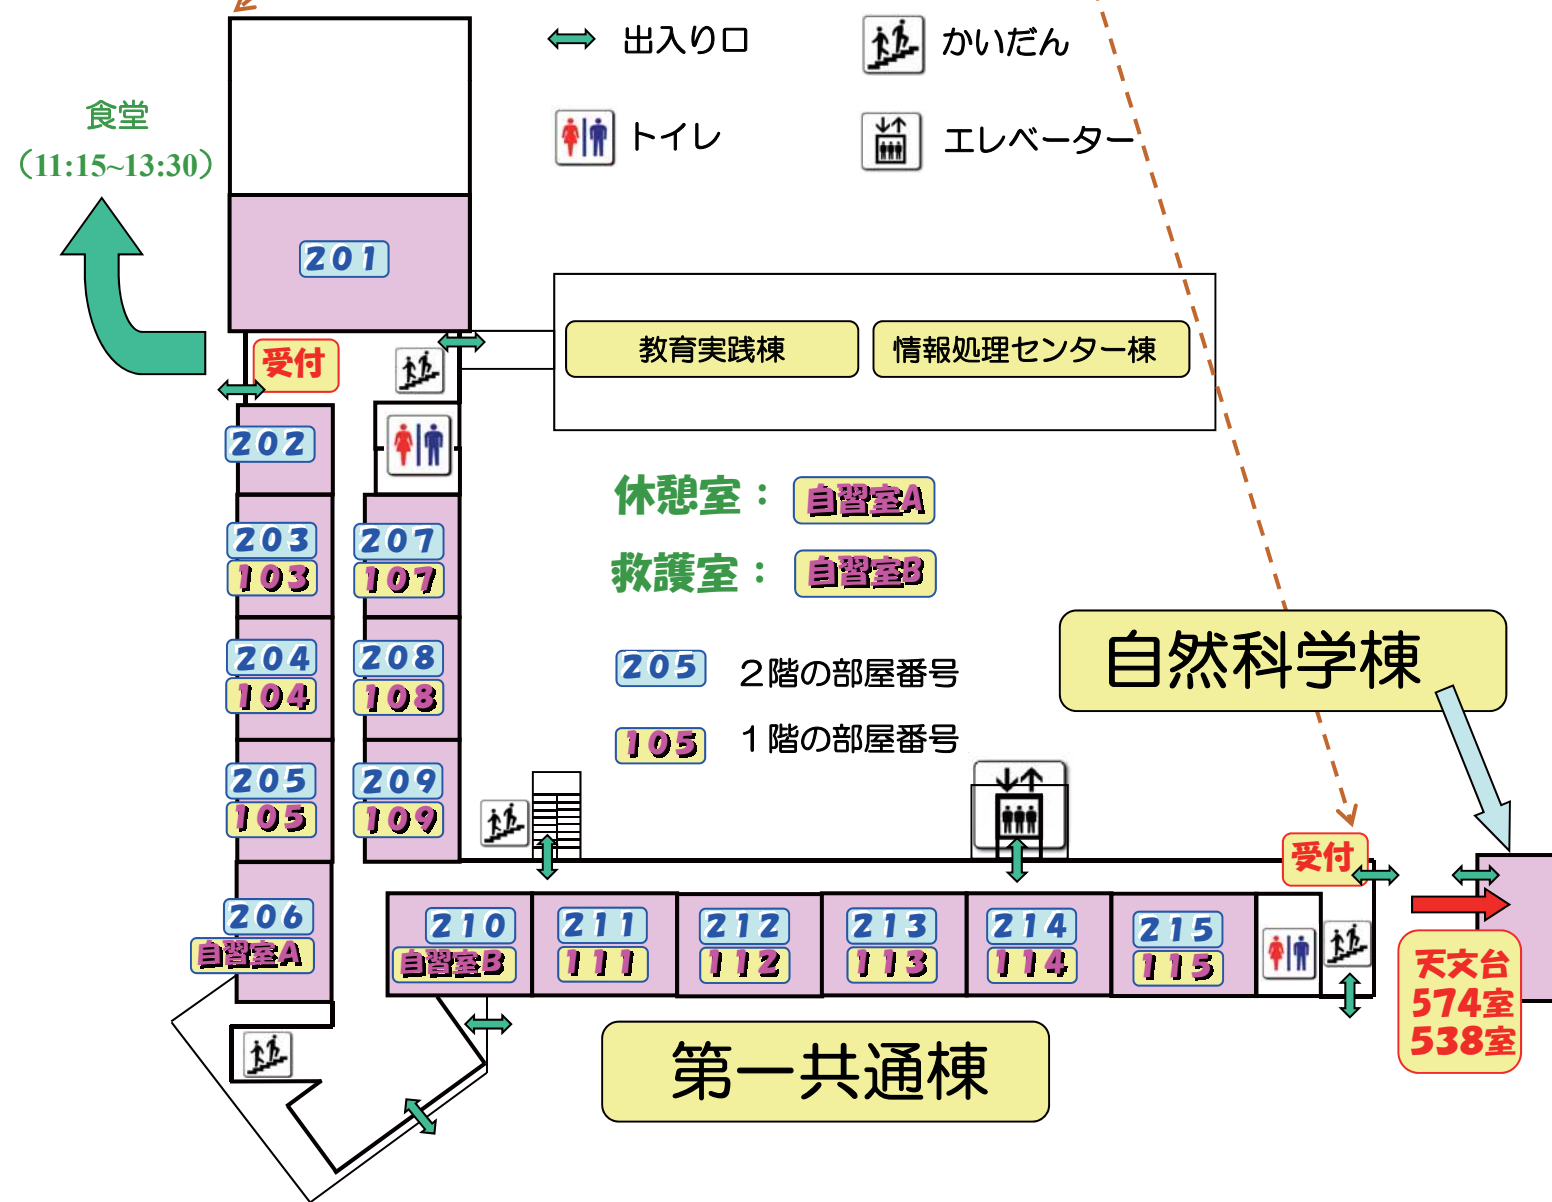 出入り口
かいだん
トイレ
エレベーター
食堂
(11:15~13:30)
201
受付
教育実践棟
情報処理センター棟
202
203
103
207
107
休憩室：
自習室A
救護室：
自習室B
204
104
208
108
205
2階の部屋番号
105
1階の部屋番号
自然科学棟
205
105
209
109
受付
206
自習室A
210
自習室B
211
111
212
112
213
113
214
114
215
115
天文台
574室
538室
第一共通棟